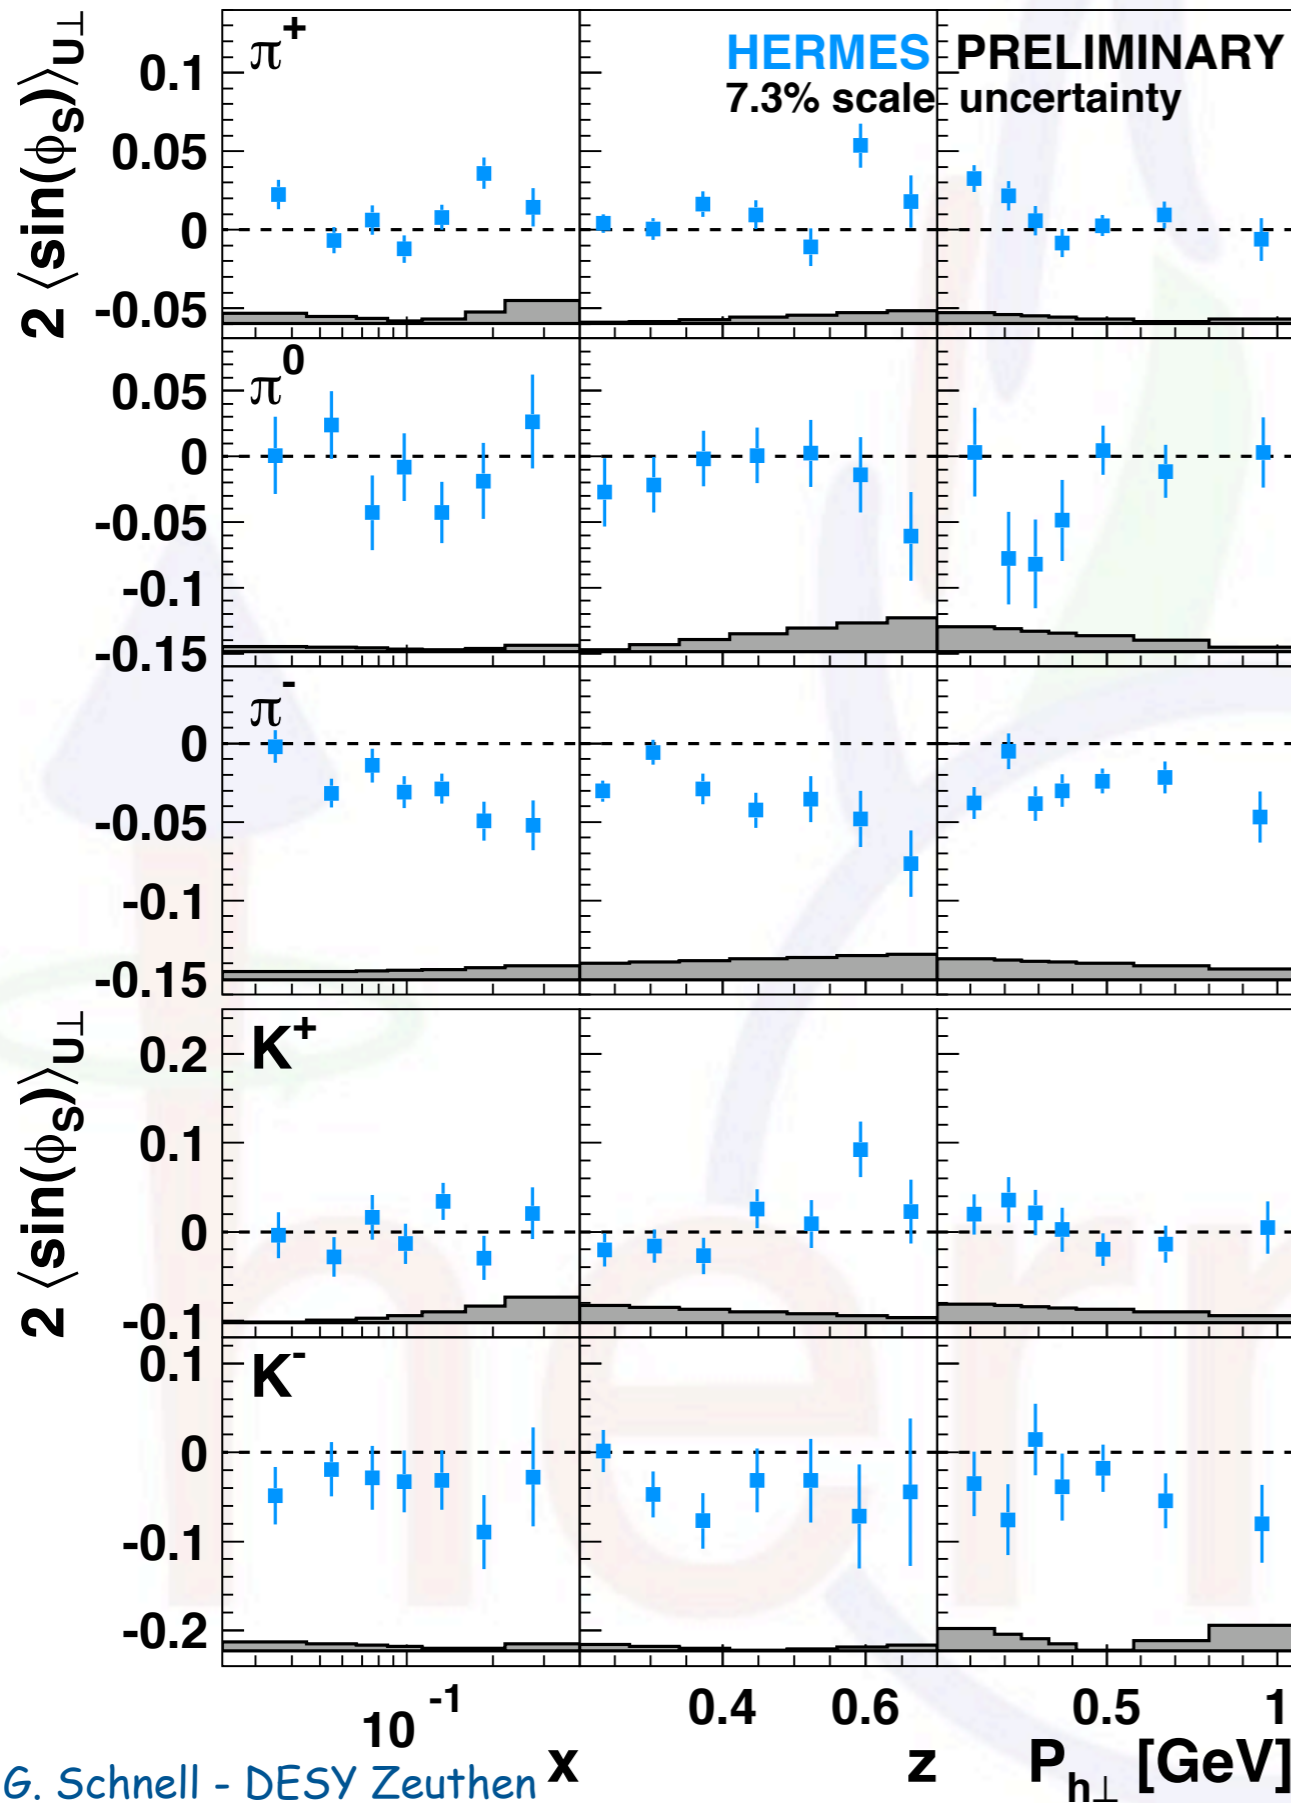 2 ⟨sin(ϕS)⟩U⊥
π+
HERMES PRELIMINARY
7.3% scale uncertainty
0.1
0.05
0
-0.05
π0
0.05
0
-0.05
-0.1
-0.15
π-
0
-0.05
-0.1
-0.15
2 ⟨sin(ϕS)⟩U⊥
K+
0.2
0.1
0
-0.1
K-
0.1
0
-0.1
-0.2
10-1 0.4 0.6 0.5 1
x z Ph⊥ [GeV]
G. Schnell - DESY Zeuthen
hern